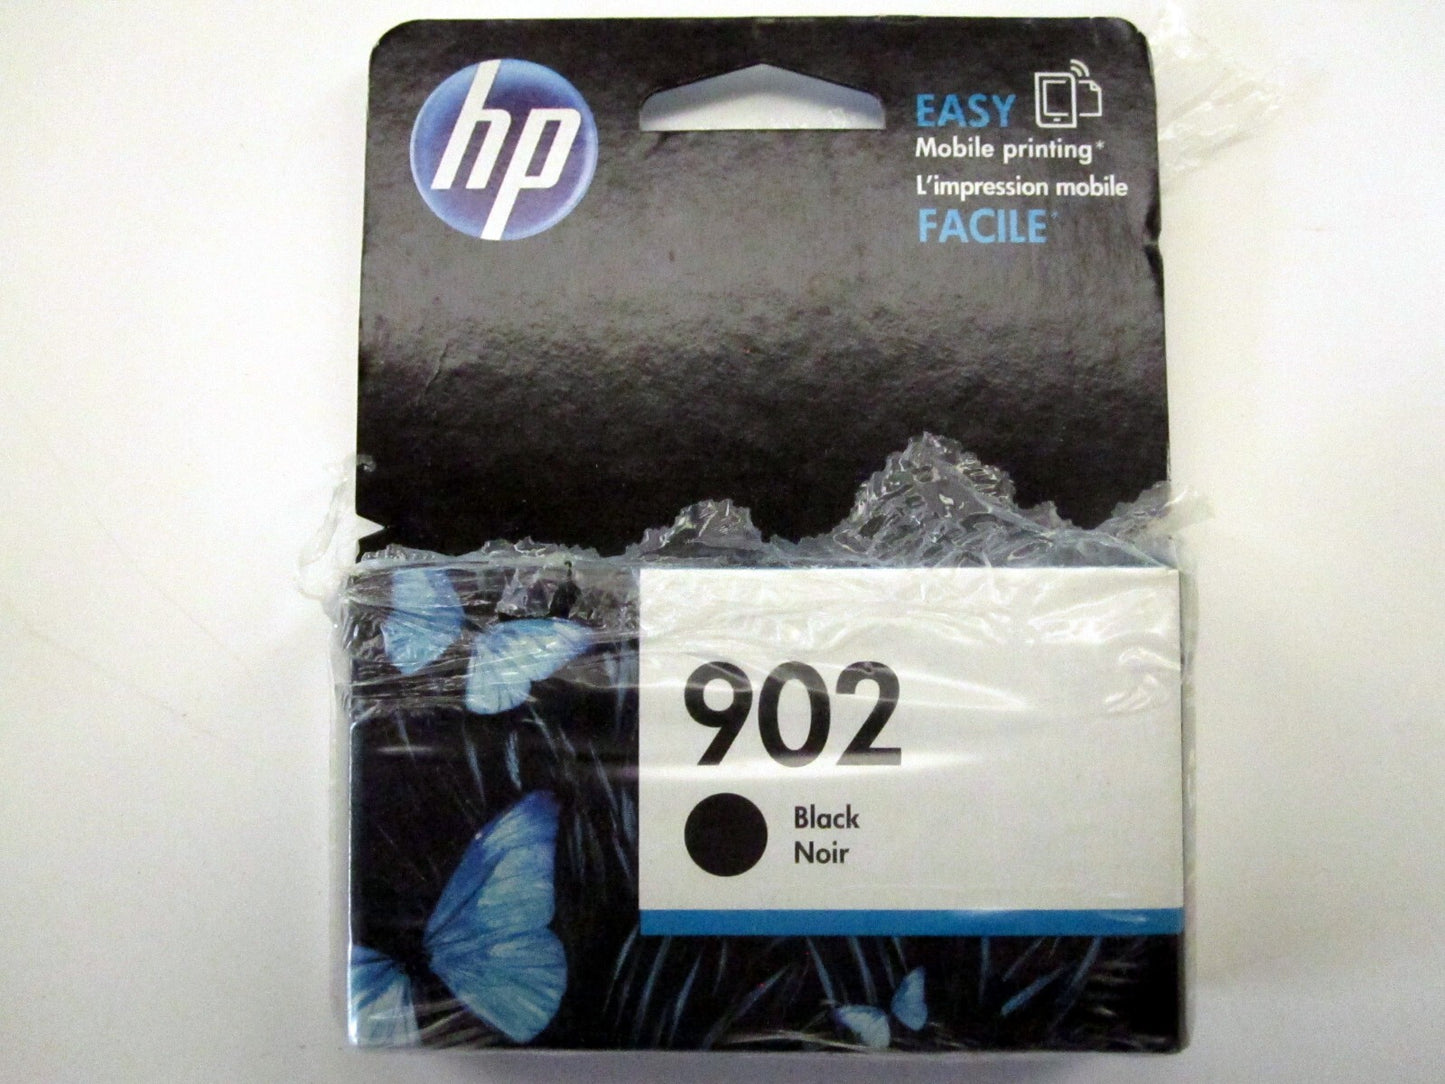 hp
EASY
Mobile printing*
L'impression mobile
FACILE*
902
Black
Noir